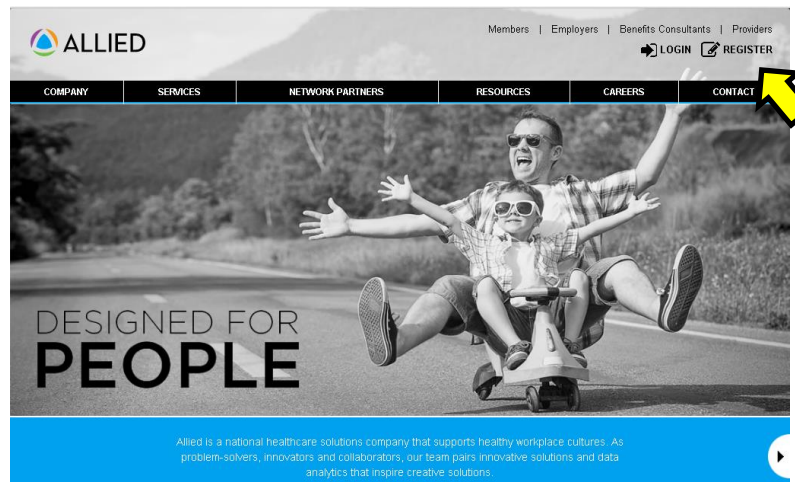 ALLIED
Members | Employers | Benefits Consultants | Providers
LOGIN REGISTER
COMPANY SERVICES NETWORK PARTNERS RESOURCES CAREERS CONTACT
DESIGNED FOR
PEOPLE
Allied is a national healthcare solutions company that supports healthy workplace cultures. As
problem-solvers, innovators and collaborators, our team pairs innovative solutions and data
analytics that inspire creative solutions.